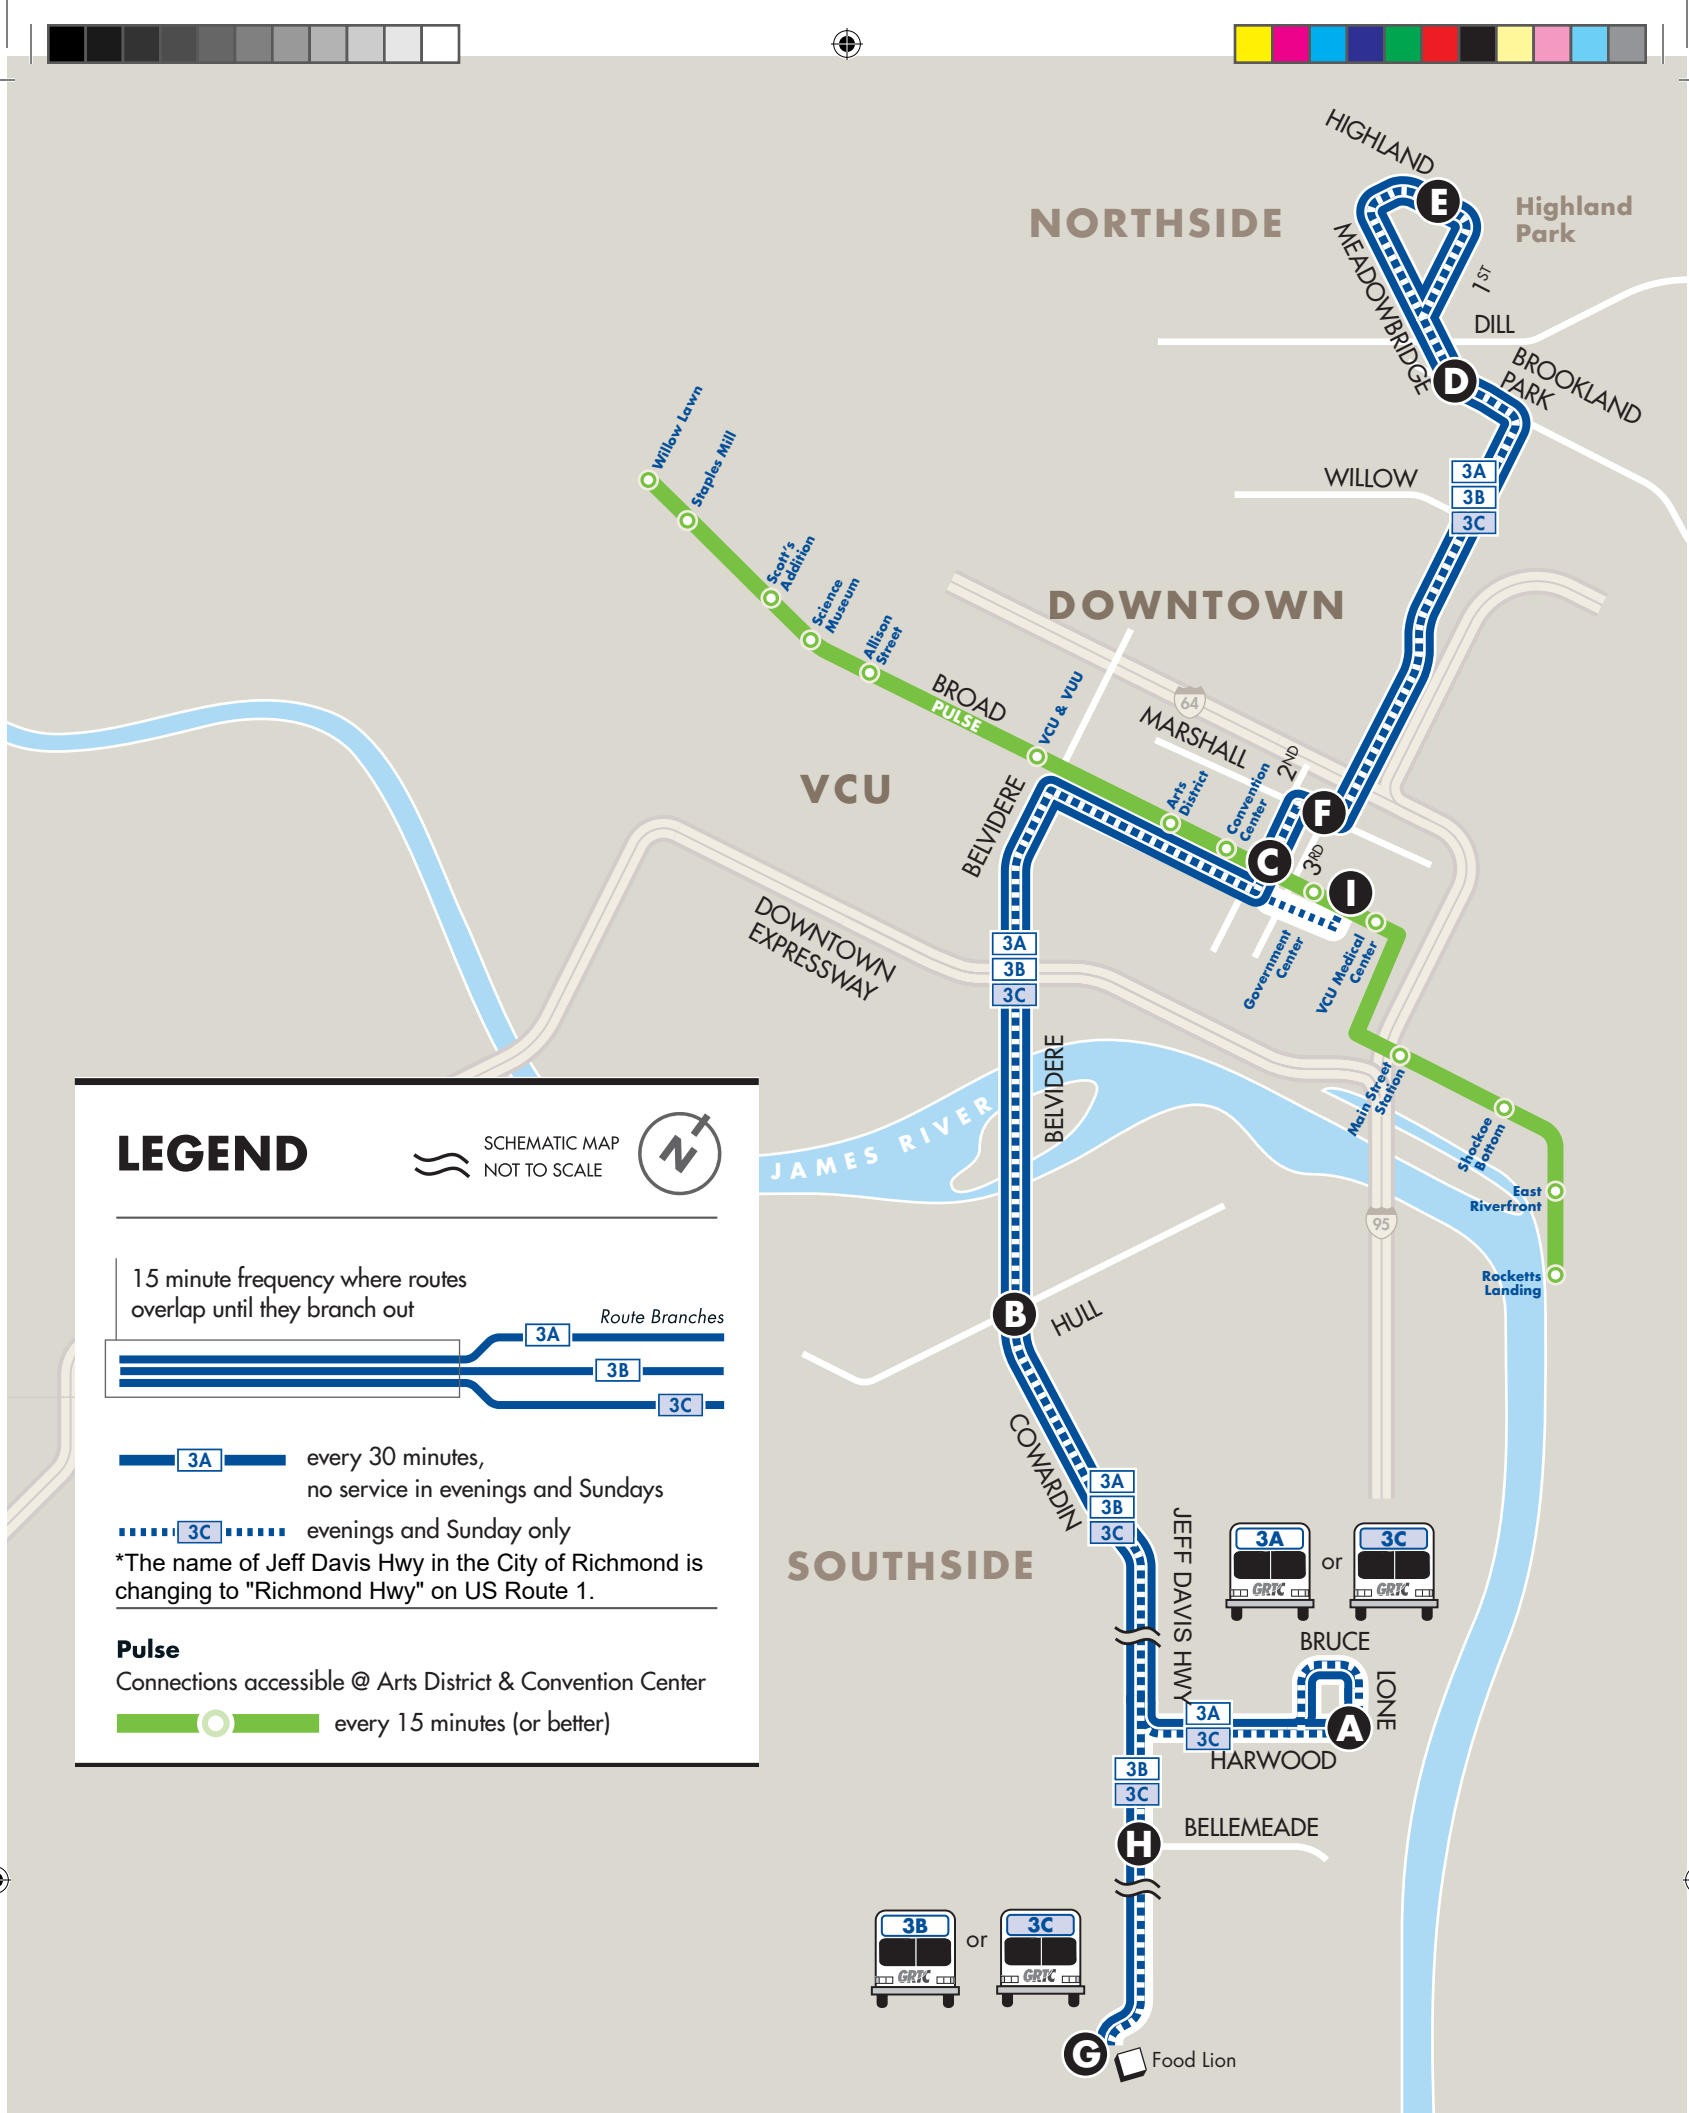 HIGHLAND
E
NORTHSIDE
Highland
Park
MEADOWBRIDGE
1ST
DILL
BROOKLAND
PARK
D
Willow Lawn
Staples Mill
WILLOW
3A
3B
3C
Scott's
Addition
Science
Museum
Allison
Street
DOWNTOWN
BROAD
PULSE
VCU & VUU
64
MARSHALL
2ND
VCU
BELVIDERE
Arts
District
Convention
Center
F
C
3RD
I
DOWNTOWN
EXPRESSWAY
3A
3B
3C
Government
Center
VCU Medical
Center
BELVIDERE
Main Street
Station
JAMES RIVER
Shockoe
Bottom
East
Riverfront
95
Rocketts
Landing
B
HULL
LEGEND
SCHEMATIC MAP
NOT TO SCALE
N
15 minute frequency where routes
overlap until they branch out
Route Branches
3A
3B
3C
3A
every 30 minutes,
no service in evenings and Sundays
3C
evenings and Sunday only
*The name of Jeff Davis Hwy in the City of Richmond is
changing to "Richmond Hwy" on US Route 1.
Pulse
Connections accessible @ Arts District & Convention Center
every 15 minutes (or better)
COWARDIN
3A
3B
3C
SOUTHSIDE
JEFF DAVIS HWY
3A
GRTC
or
3C
GRTC
BRUCE
LONE
3A
3C
A
HARWOOD
3B
3C
H
BELLEMEADE
3B
GRTC
or
3C
GRTC
G
Food Lion